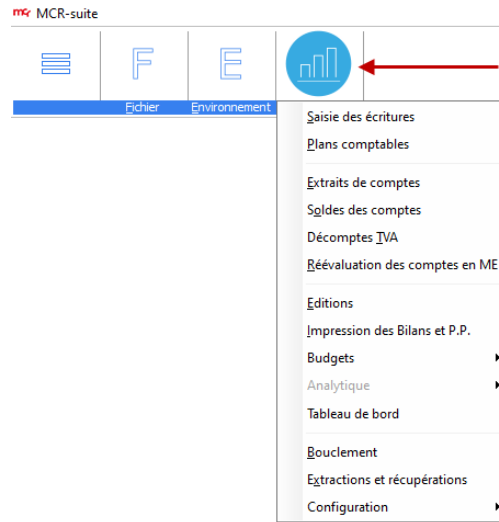 mcr MCR-suite
F E
Fichier Environnement
Saisie des écritures
Plans comptables
Extraits de comptes
Soldes des comptes
Décomptes TVA
Réévaluation des comptes en ME
Editions
Impression des Bilans et P.P.
Budgets
Analytique
Tableau de bord
Bouclement
Extractions et récupérations
Configuration